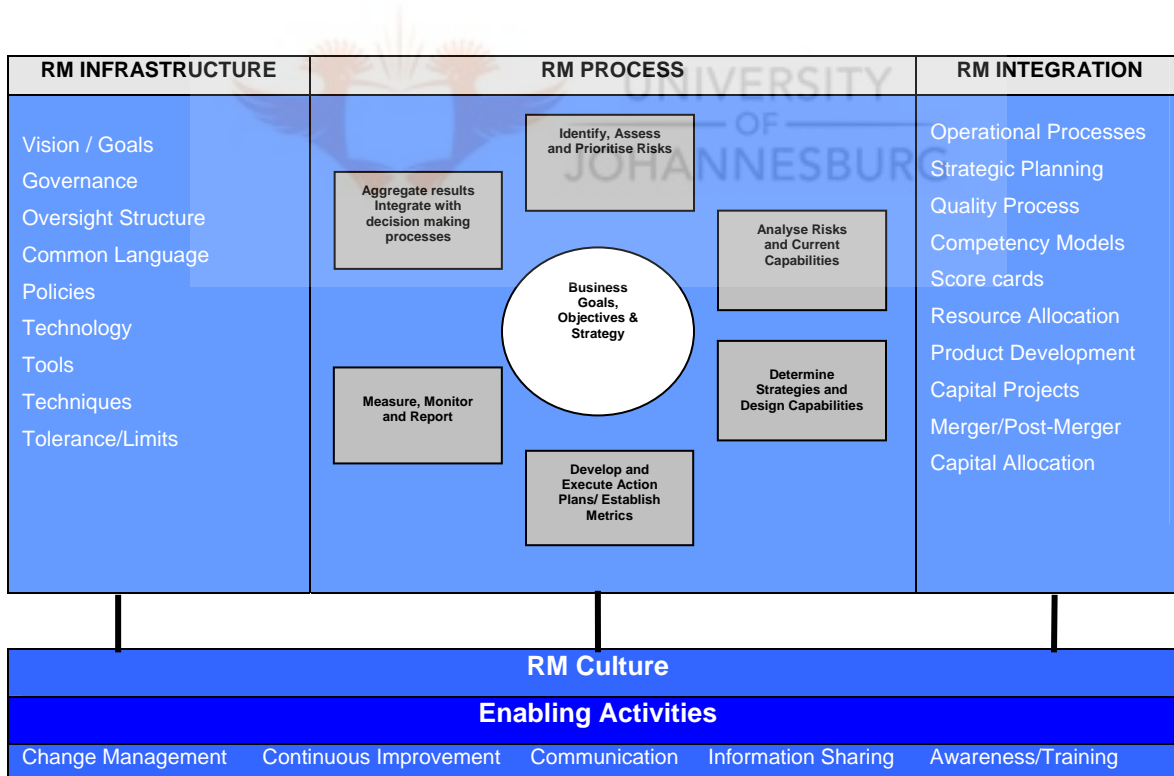 RM INFRASTRUCTURE
Vision / Goals
Governance
Oversight Structure
Common Language
Policies
Technology
Tools
Techniques
Tolerance/Limits
RM PROCESS
Identify, Assess
and Prioritise Risks
Analyse Risks
and Current
Capabilities
Determine
Strategies and
Design Capabilities
Develop and
Execute Action
Plans/ Establish
Metrics
Measure, Monitor
and Report
Aggregate results
Integrate with
decision making
processes
Business
Goals,
Objectives &
Strategy
UNIVERSITY
OF
JOHANNESBURG
RM INTEGRATION
Operational Processes
Strategic Planning
Quality Process
Competency Models
Score cards
Resource Allocation
Product Development
Capital Projects
Merger/Post-Merger
Capital Allocation
RM Culture
Enabling Activities
Change Management Continuous Improvement Communication Information Sharing Awareness/Training